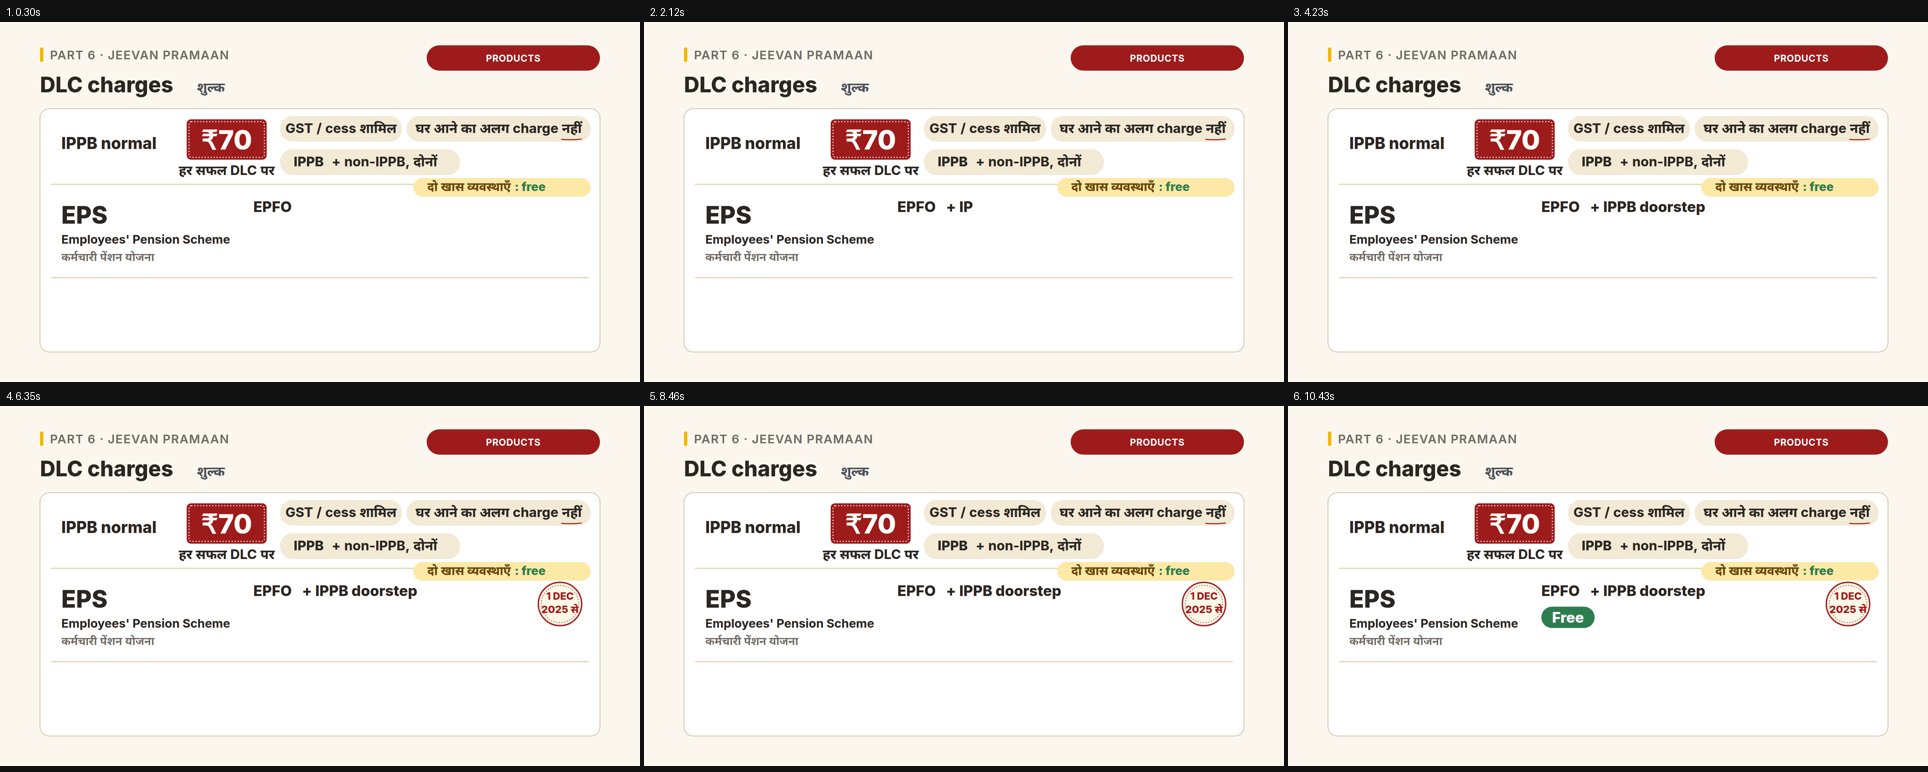 1. 0.30s
PART 6 · JEEVAN PRAMAAN
PRODUCTS
DLC charges शुल्क
IPPB normal
₹70
हर सफल DLC पर
GST / cess शामिल
घर आने का अलग charge नहीं
IPPB + non-IPPB, दोनों
दो खास व्यवस्थाएँ : free
EPS
Employees' Pension Scheme
कर्मचारी पेंशन योजना
EPFO
2. 2.12s
PART 6 · JEEVAN PRAMAAN
PRODUCTS
DLC charges शुल्क
IPPB normal
₹70
हर सफल DLC पर
GST / cess शामिल
घर आने का अलग charge नहीं
IPPB + non-IPPB, दोनों
दो खास व्यवस्थाएँ : free
EPS
Employees' Pension Scheme
कर्मचारी पेंशन योजना
EPFO + IP
3. 4.23s
PART 6 · JEEVAN PRAMAAN
PRODUCTS
DLC charges शुल्क
IPPB normal
₹70
हर सफल DLC पर
GST / cess शामिल
घर आने का अलग charge नहीं
IPPB + non-IPPB, दोनों
दो खास व्यवस्थाएँ : free
EPS
Employees' Pension Scheme
कर्मचारी पेंशन योजना
EPFO + IPPB doorstep
4. 6.35s
PART 6 · JEEVAN PRAMAAN
PRODUCTS
DLC charges शुल्क
IPPB normal
₹70
हर सफल DLC पर
GST / cess शामिल
घर आने का अलग charge नहीं
IPPB + non-IPPB, दोनों
दो खास व्यवस्थाएँ : free
EPS
Employees' Pension Scheme
कर्मचारी पेंशन योजना
EPFO + IPPB doorstep
1 DEC
2025 से
5. 8.46s
PART 6 · JEEVAN PRAMAAN
PRODUCTS
DLC charges शुल्क
IPPB normal
₹70
हर सफल DLC पर
GST / cess शामिल
घर आने का अलग charge नहीं
IPPB + non-IPPB, दोनों
दो खास व्यवस्थाएँ : free
EPS
Employees' Pension Scheme
कर्मचारी पेंशन योजना
EPFO + IPPB doorstep
1 DEC
2025 से
6. 10.43s
PART 6 · JEEVAN PRAMAAN
PRODUCTS
DLC charges शुल्क
IPPB normal
₹70
हर सफल DLC पर
GST / cess शामिल
घर आने का अलग charge नहीं
IPPB + non-IPPB, दोनों
दो खास व्यवस्थाएँ : free
EPS
Employees' Pension Scheme
कर्मचारी पेंशन योजना
EPFO + IPPB doorstep
Free
1 DEC
2025 से